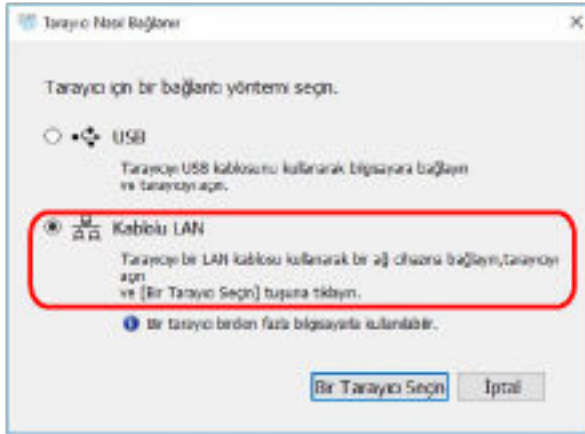 Tarayıcı Nasıl Bağlanır
Tarayıcı için bir bağlantı yöntemi seçin.
USB
Tarayıcıyı USB kablosunu kullanarak bilgisayara bağlayın
ve tarayıcıyı açın.
Kablolu LAN
Tarayıcıyı bir LAN kablosu kullanarak bir ağ cihazına bağlayın,tarayıcıyı
açın
ve [Bir Tarayıcı Seçin] tuşuna tıklayın.
Bir tarayıcı birden fazla bilgisayarla kullanılabilir.
Bir Tarayıcı Seçin
İptal